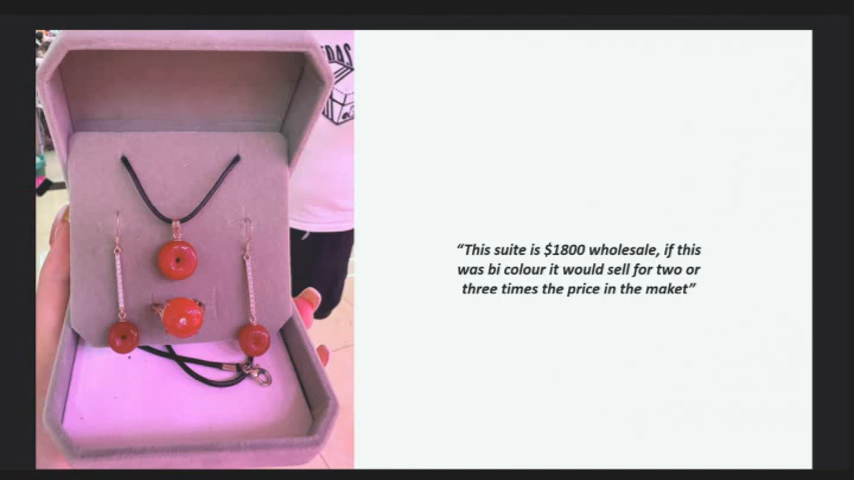 “This suite is $1800 wholesale, if this
was bi colour it would sell for two or
three times the price in the maket”